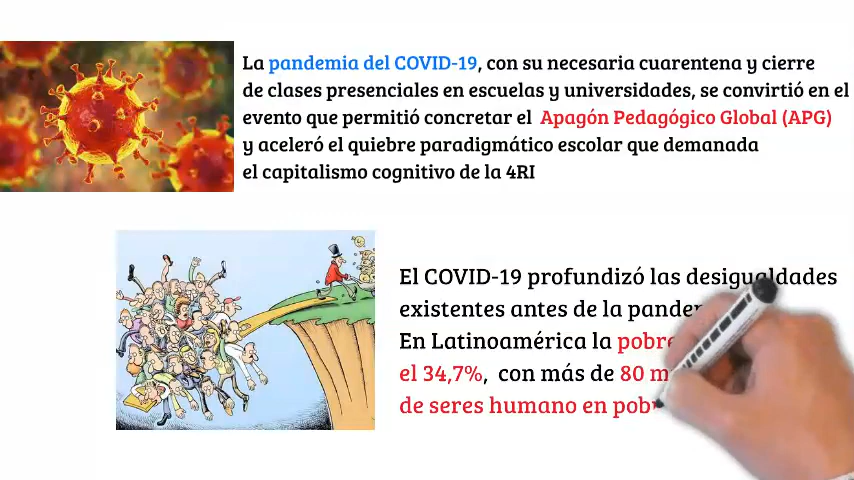 La pandemia del COVID-19, con su necesaria cuarentena y cierre
de clases presenciales en escuelas y universidades, se convirtió en el
evento que permitió concretar el Apagón Pedagógico Global (APG)
y aceleró el quiebre paradigmático escolar que demanada
el capitalismo cognitivo de la 4RI
El COVID-19 profundizó las desigualdades
existentes antes de la
En Latinoamérica la
el 34,7%, con más de 80
de seres humano en